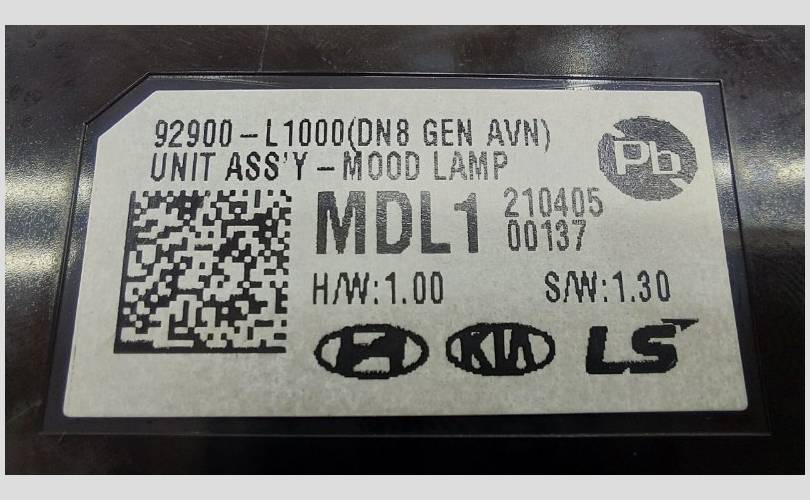 92900-L1000(DN8 GEN AVN)
UNIT ASS'Y-MOOD LAMP
Pb
MDL1
210405
00137
H/W:1.00
S/W:1.30
KIA
LS